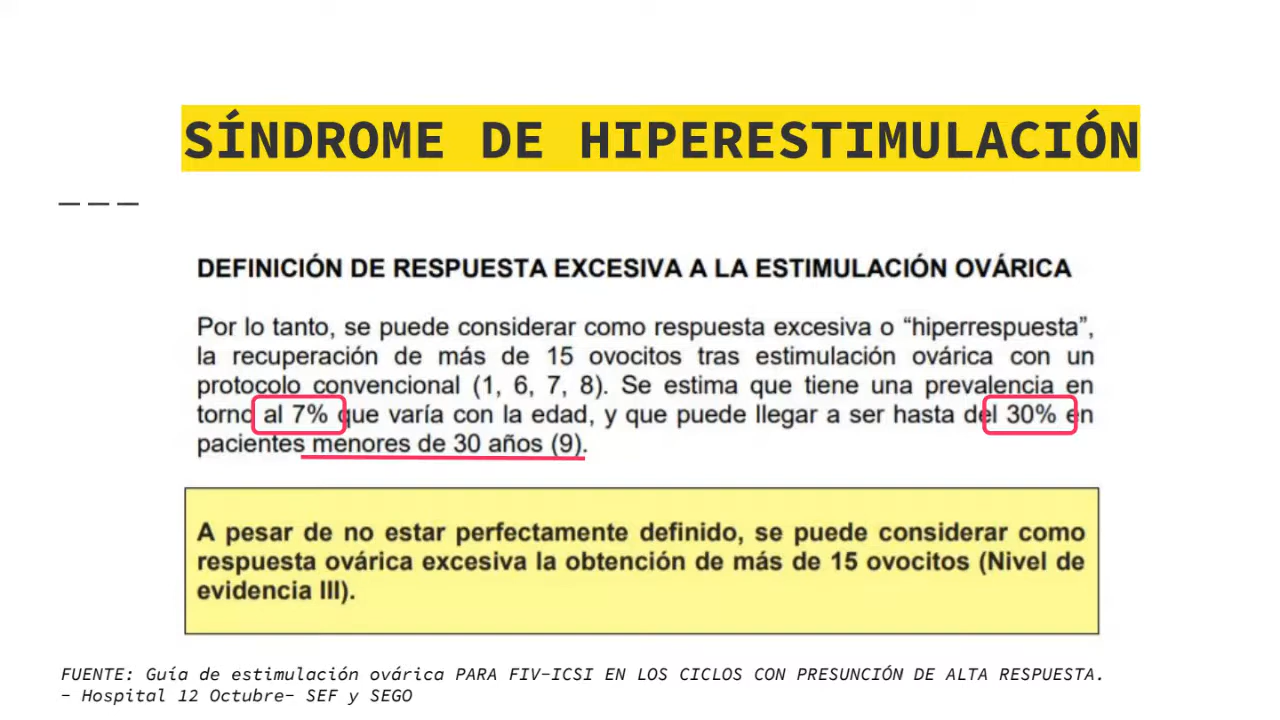 SÍNDROME DE HIPERESTIMULACIÓN
DEFINICIÓN DE RESPUESTA EXCESIVA A LA ESTIMULACIÓN OVÁRICA
Por lo tanto, se puede considerar como respuesta excesiva o “hiperrespuesta”,
la recuperación de más de 15 ovocitos tras estimulación ovárica con un
protocolo convencional (1, 6, 7, 8). Se estima que tiene una prevalencia en
torno al 7% que varía con la edad, y que puede llegar a ser hasta del 30% en
pacientes menores de 30 años (9).
A pesar de no estar perfectamente definido, se puede considerar como
respuesta ovárica excesiva la obtención de más de 15 ovocitos (Nivel de
evidencia III).
FUENTE: Guía de estimulación ovárica PARA FIV-ICSI EN LOS CICLOS CON PRESUNCIÓN DE ALTA RESPUESTA.
- Hospital 12 Octubre- SEF y SEGO